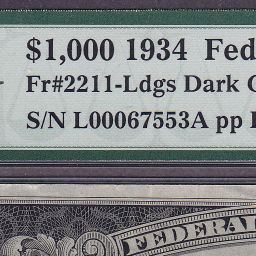 $1,000 1934 Fed
Fr#2211-Ldgs Dark
S/N L00067553A pp
FEDERAL